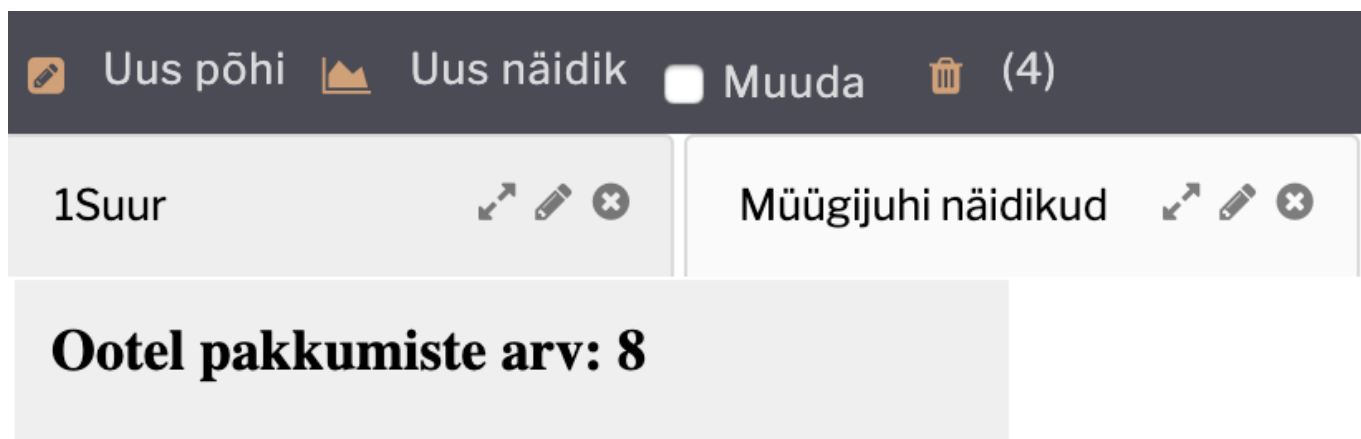 Uus põhi Uus näidik Muuda (4)
1Suur Müügijuhi näidikud
Ootel pakkumiste arv: 8